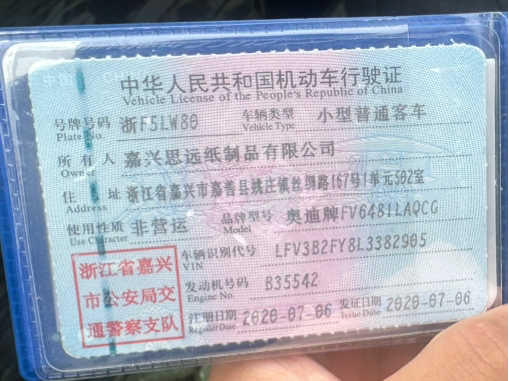 中华人民共和国机动车行驶证
Vehicle License of the People's Republic of China
号牌号码 浙F5LW80 车辆类型 小型普通客车
Plate No. Vehicle Type
所有人 嘉兴思远纸制品有限公司
Owner
住址 浙江省嘉兴市嘉善县姚庄镇丝绸路167号1单元502室
Address
使用性质 非营运 品牌型号 奥迪牌FV6481LAQCG
Use Character Model
车辆识别代号 LFV3B2FY8L3382905
VIN
发动机号码 B35542
Engine No.
注册日期 2020-07-06 发证日期 2020-07-06
Register Date Issue Date
浙江省嘉兴
市公安局交
通警察支队